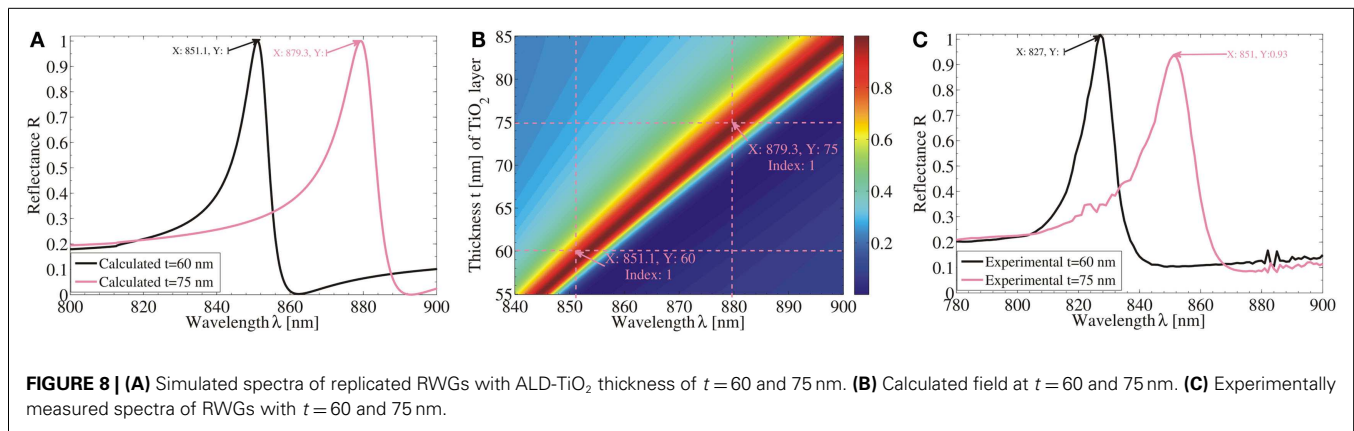 A
1
0.9
0.8
0.7
0.6
0.5
0.4
0.3
0.2
0.1
0
Reflectance R
X: 851.1, Y: 1
X: 879.3, Y:1
Calculated t=60 nm
Calculated t=75 nm
800
820
840
860
880
900
Wavelength λ [nm]
B
85
80
75
70
65
60
55
Thickness t [nm] of TiO2 layer
X: 879.3, Y: 75
Index: 1
X: 851.1, Y: 60
Index: 1
840
850
860
870
880
890
900
Wavelength λ [nm]
0.8
0.6
0.4
0.2
C
1
0.9
0.8
0.7
0.6
0.5
0.4
0.3
0.2
0.1
0
Reflectance R
X: 827, Y: 1
X: 851, Y:0.93
Experimental t=60 nm
Experimental t=75 nm
780
800
820
840
860
880
900
Wavelength λ [nm]
FIGURE 8 | (A) Simulated spectra of replicated RWGs with ALD-TiO2 thickness of t = 60 and 75 nm. (B) Calculated field at t = 60 and 75 nm. (C) Experimentally
measured spectra of RWGs with t = 60 and 75 nm.